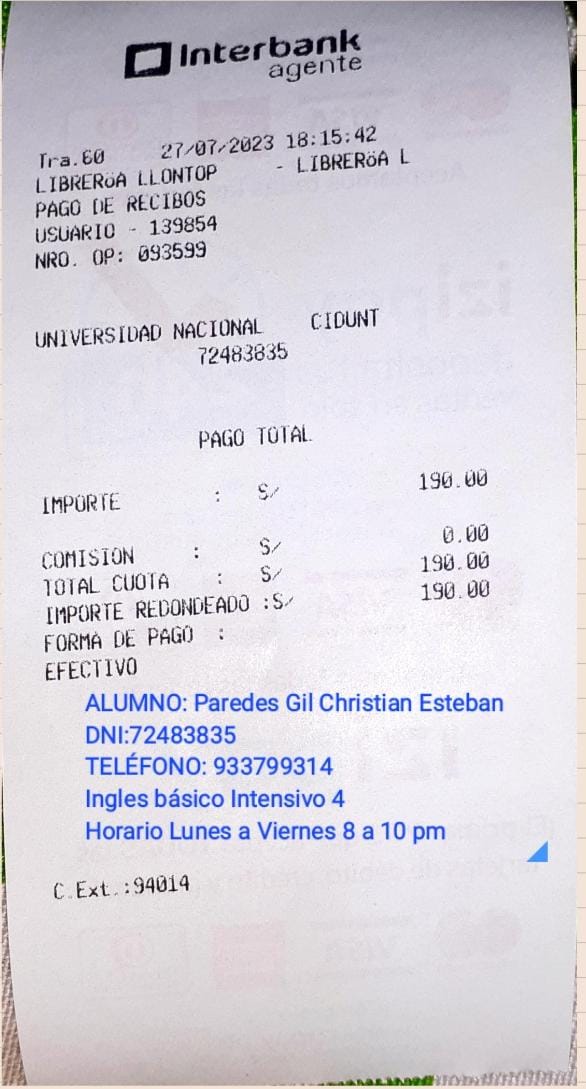 Interbank
agente
Tra.60 27/07/2023 18:15:42
LIBRERöA LLONTOP - LIBRERöA L
PAGO DE RECIBOS
USUARIO - 139854
NRO. OP: 093599
UNIVERSIDAD NACIONAL CIDUNT
72483835
PAGO TOTAL
IMPORTE : S/ 190.00
COMISION : S/ 0.00
TOTAL CUOTA : S/ 190.00
IMPORTE REDONDEADO :S/ 190.00
FORMA DE PAGO :
EFECTIVO
ALUMNO: Paredes Gil Christian Esteban
DNI:72483835
TELÉFONO: 933799314
Ingles básico Intensivo 4
Horario Lunes a Viernes 8 a 10 pm
C.Ext.:94014